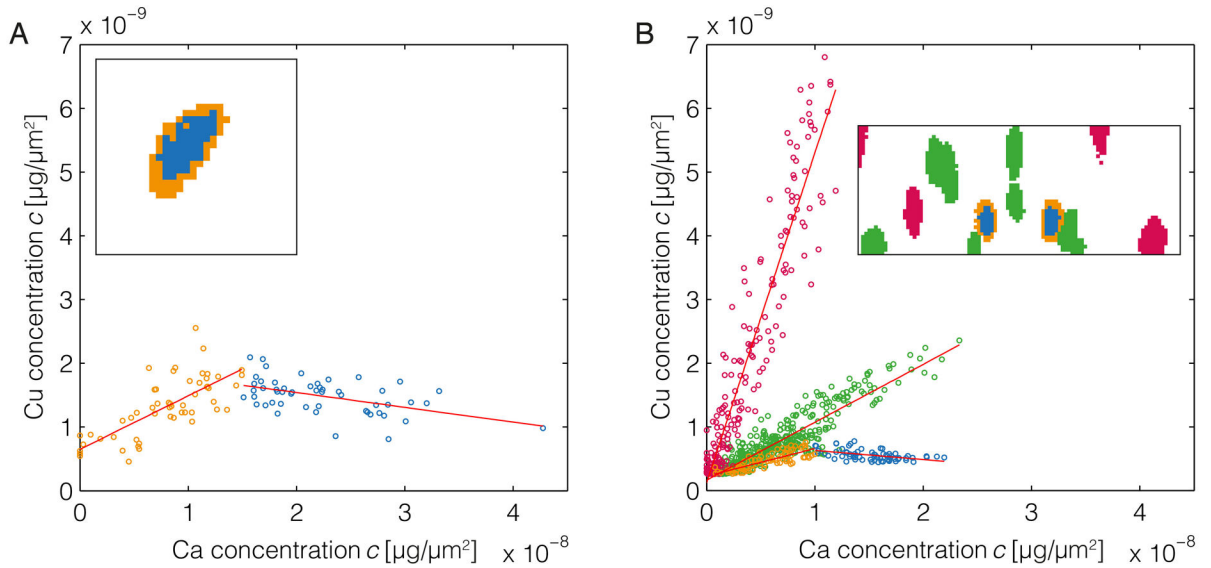 A
× 10⁻⁹
7
6
5
4
3
2
1
0
Cu concentration c [µg/µm²]
0 1 2 3 4
Ca concentration c [µg/µm²] × 10⁻⁸
B
× 10⁻⁹
7
6
5
4
3
2
1
0
Cu concentration c [µg/µm²]
0 1 2 3 4
Ca concentration c [µg/µm²] × 10⁻⁸